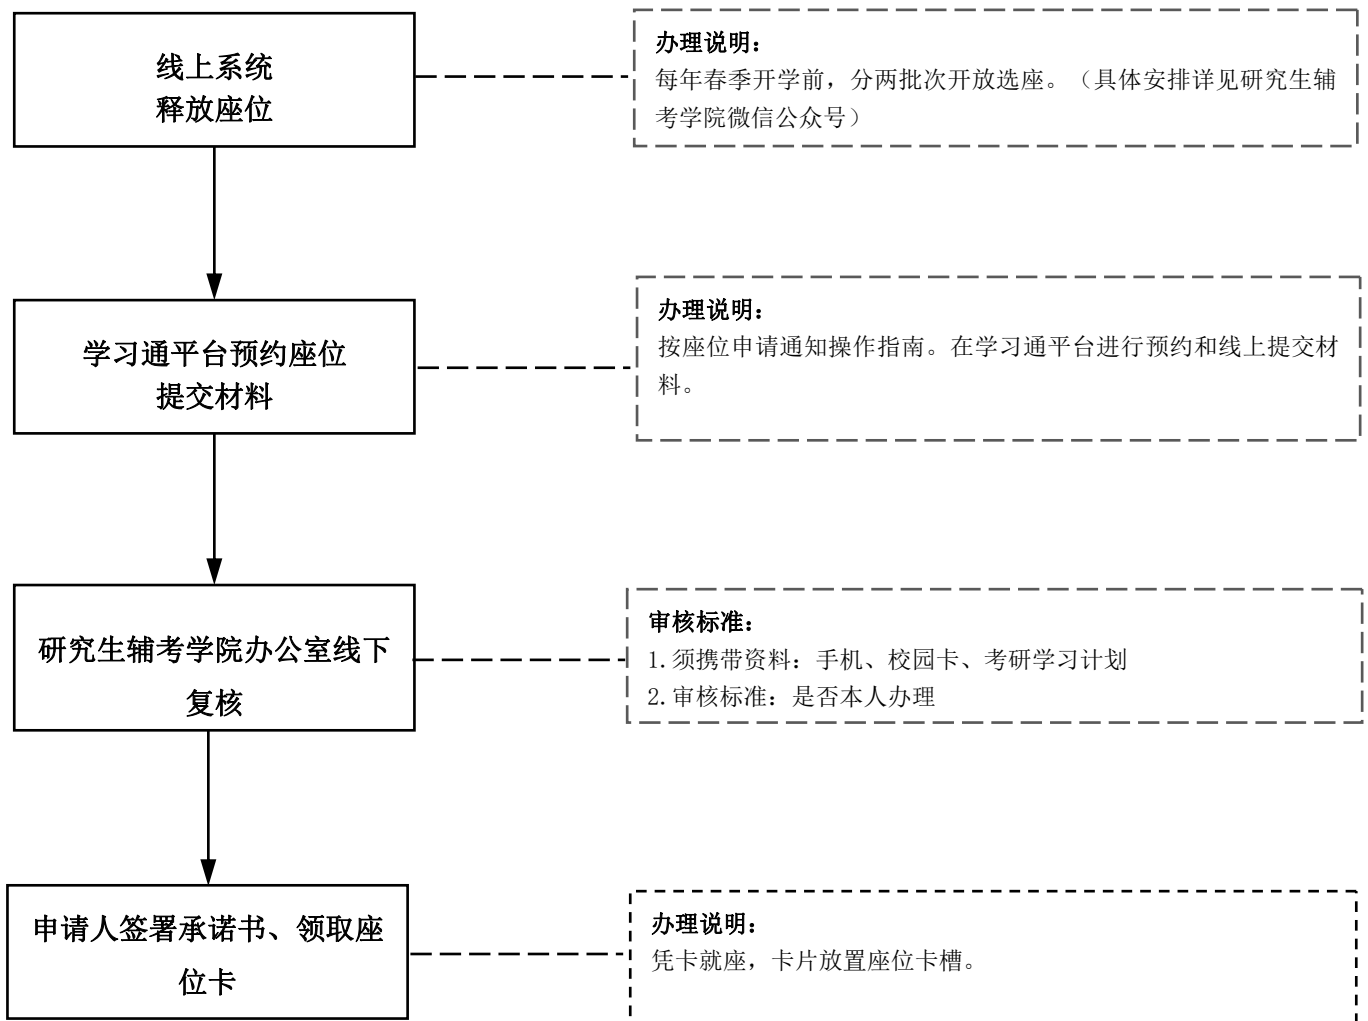 线上系统
释放座位
办理说明：
每年春季开学前，分两批次开放选座。（具体安排详见研究生辅
考学院微信公众号）
学习通平台预约座位
提交材料
办理说明：
按座位申请通知操作指南。在学习通平台进行预约和线上提交材
料。
研究生辅考学院办公室线下
复核
审核标准：
1.须携带资料：手机、校园卡、考研学习计划
2.审核标准：是否本人办理
申请人签署承诺书、领取座
位卡
办理说明：
凭卡就座，卡片放置座位卡槽。